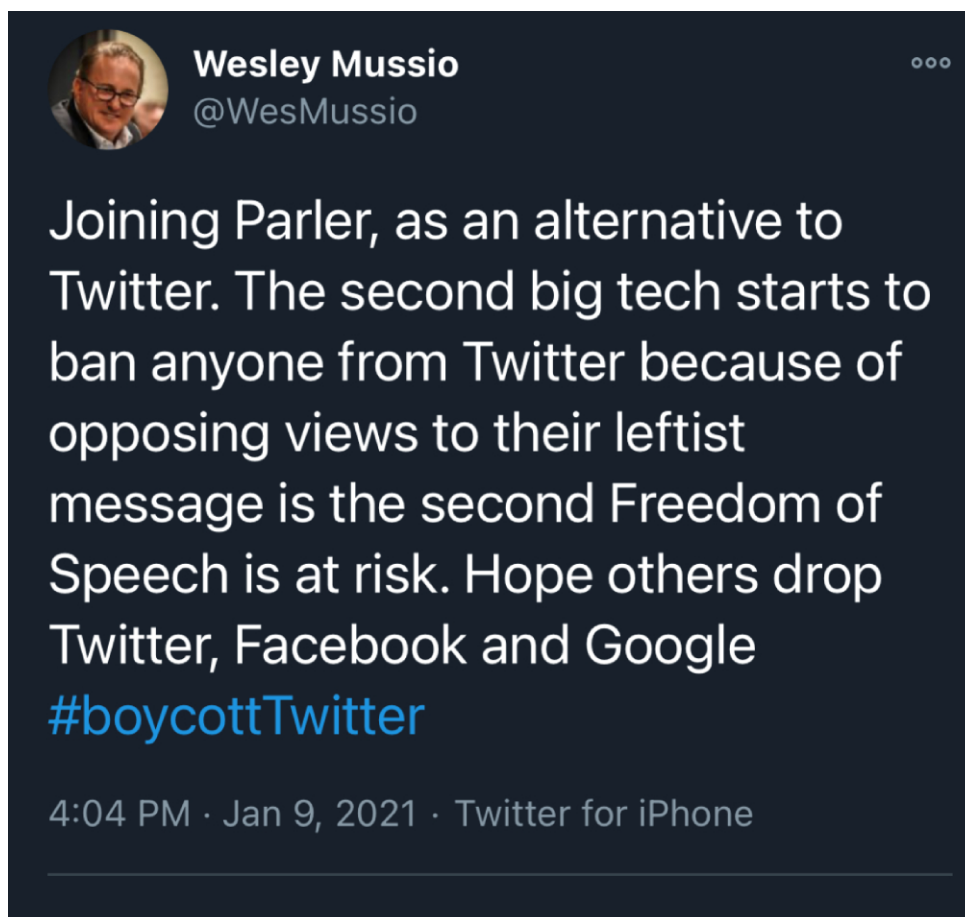 Wesley Mussio
@WesMussio
Joining Parler, as an alternative to
Twitter. The second big tech starts to
ban anyone from Twitter because of
opposing views to their leftist
message is the second Freedom of
Speech is at risk. Hope others drop
Twitter, Facebook and Google
#boycottTwitter
4:04 PM · Jan 9, 2021 · Twitter for iPhone